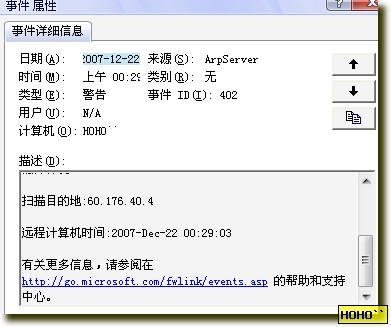 事件 属性
事件详细信息
日期(A): 2007-12-22 来源(S): ArpServer
时间(M): 上午 00:29 类别(R): 无
类型(E): 警告 事件 ID(I): 402
用户(U): N/A
计算机(O): HOHO``
描述(D):
扫描目的地:60.176.40.4
远程计算机时间:2007-Dec-22 00:29:03
有关更多信息，请参阅在
http://go.microsoft.com/fwlink/events.asp 的帮助和支持
中心。
HOHO``